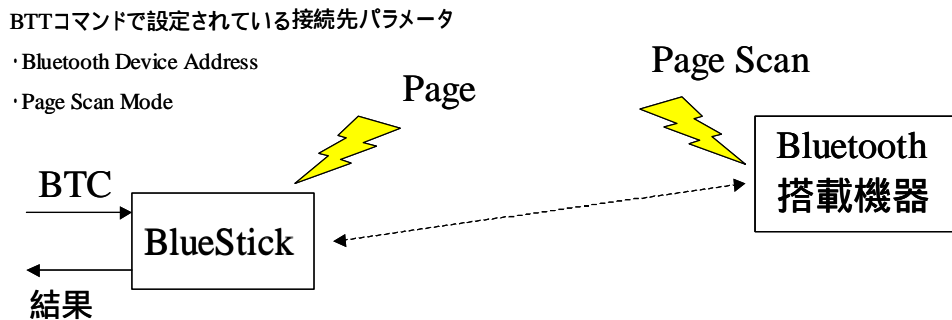 BTTコマンドで設定されている接続先パラメータ
・Bluetooth Device Address
・Page Scan Mode
Page
Page Scan
BTC
BlueStick
結果
Bluetooth
搭載機器